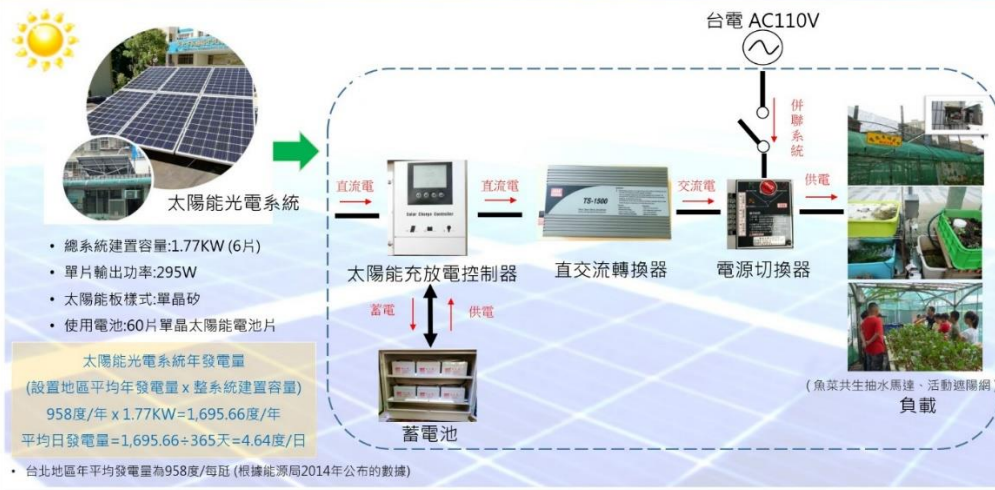 台電 AC110V
併聯系統
太陽能光電系統
直流電
直流電
交流電
供電
Solar Charge Controller
TS-1500
太陽能充放電控制器
直交流轉換器
電源切換器
• 總系統建置容量:1.77KW (6片)
• 單片輸出功率:295W
• 太陽能板樣式:單晶矽
• 使用電池:60片單晶太陽能電池片
蓄電
供電
蓄電池
(魚菜共生抽水馬達、活動遮陽網)
負載
太陽能光電系統年發電量
(設置地區平均年發電量 x 整系統建置容量)
958度/年 x 1.77KW=1,695.66度/年
平均日發電量=1,695.66÷365天=4.64度/日
• 台北地區年平均發電量為958度/每瓩 (根據能源局2014年公布的數據)